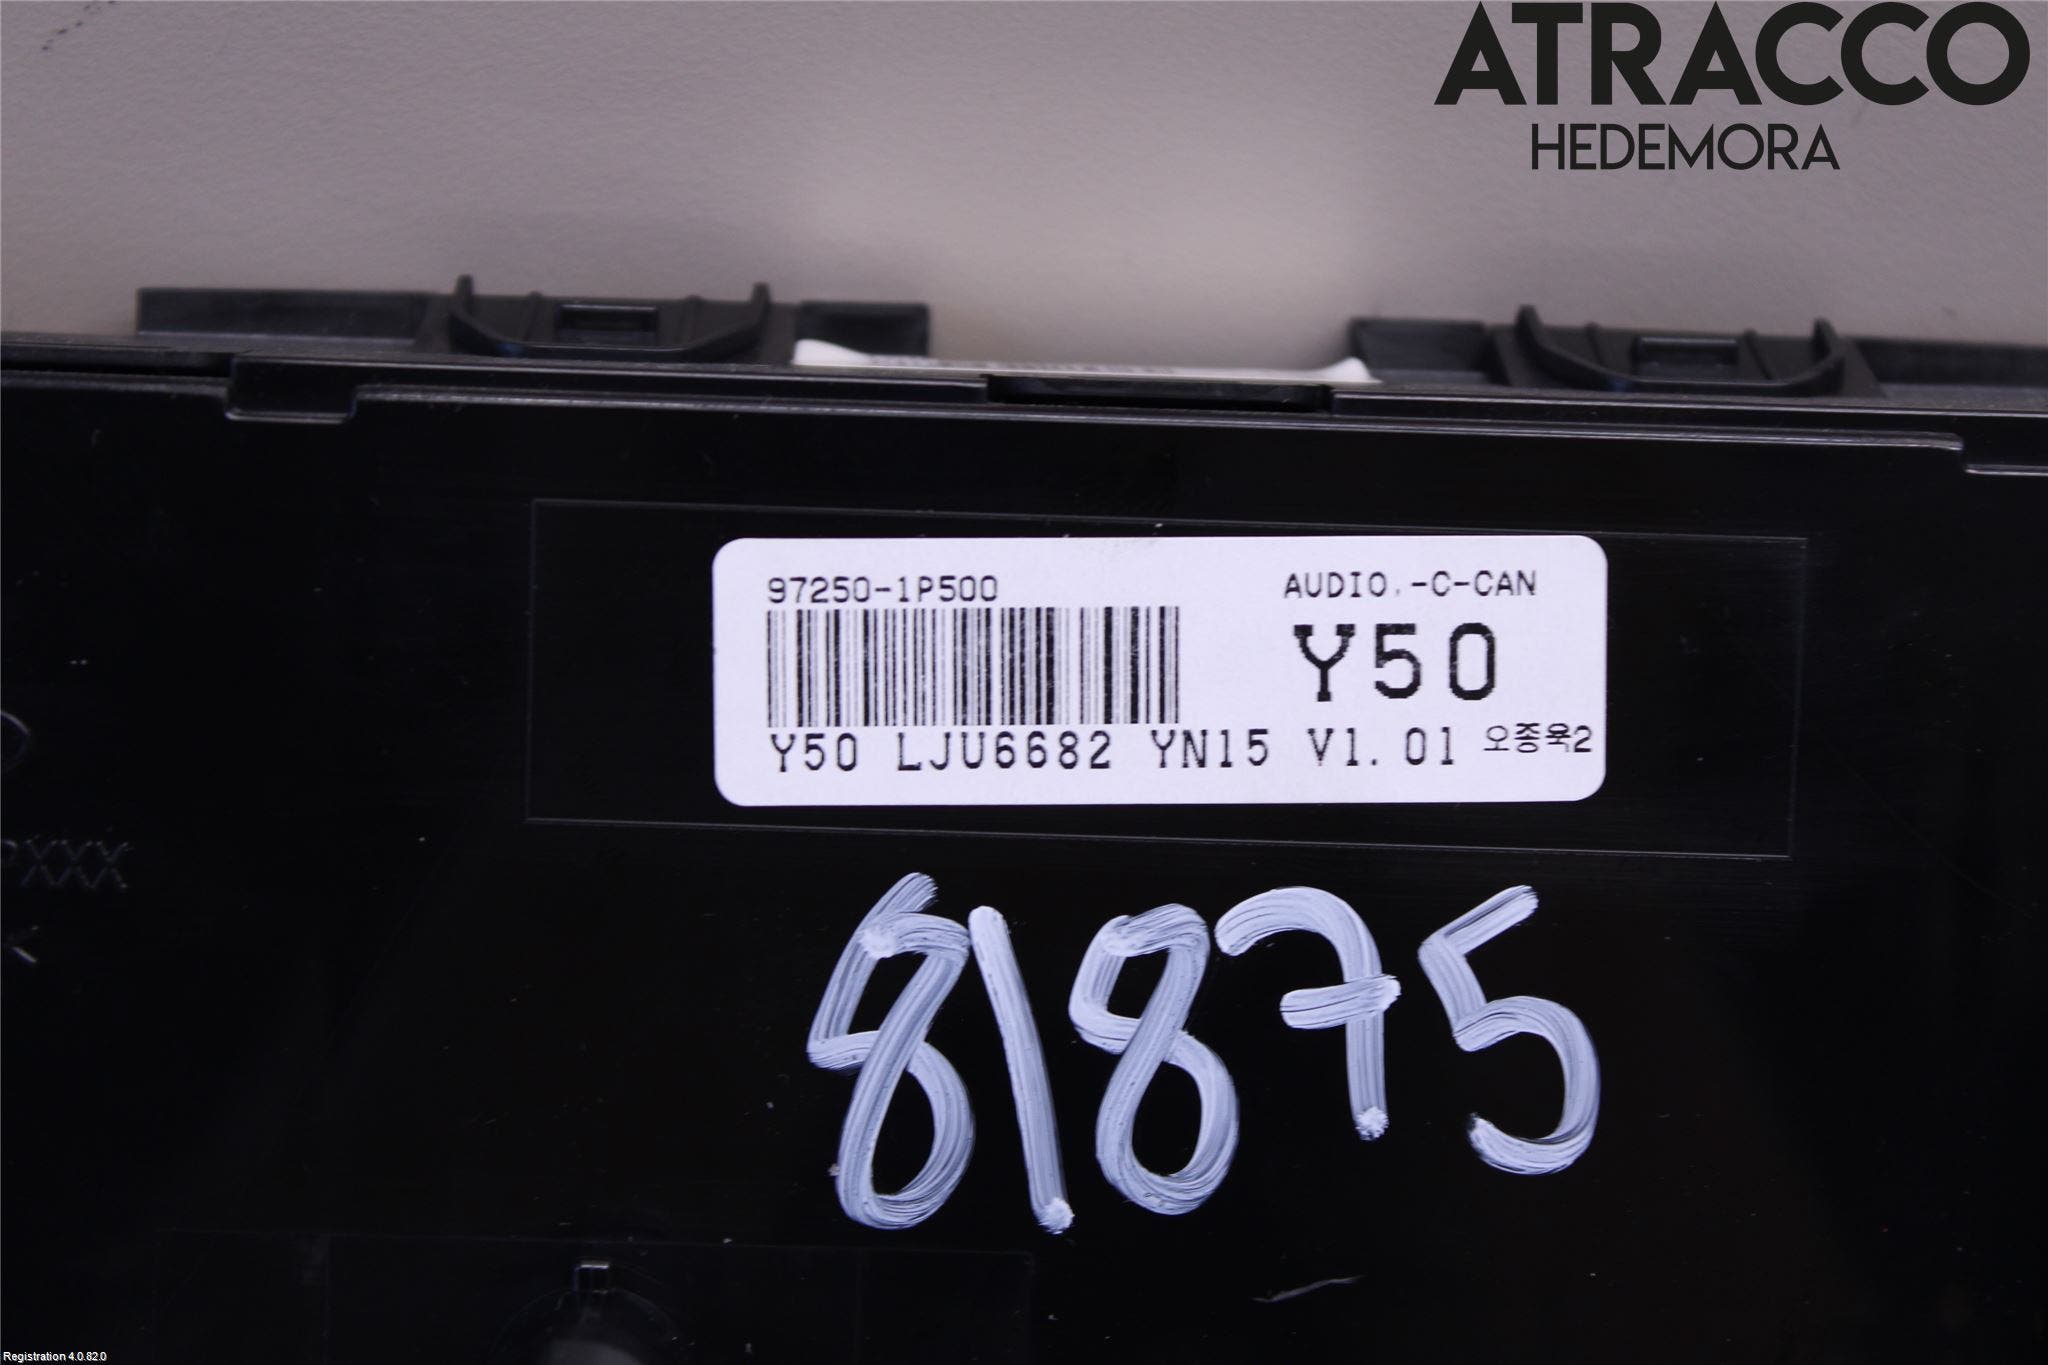 ATRACCO
HEDEMORA
97250-1P500
AUDIO.-C-CAN
Y50
Y50 LJU6682 YN15 V1.01 오종욱2
81875
Registration 4.0.82.0